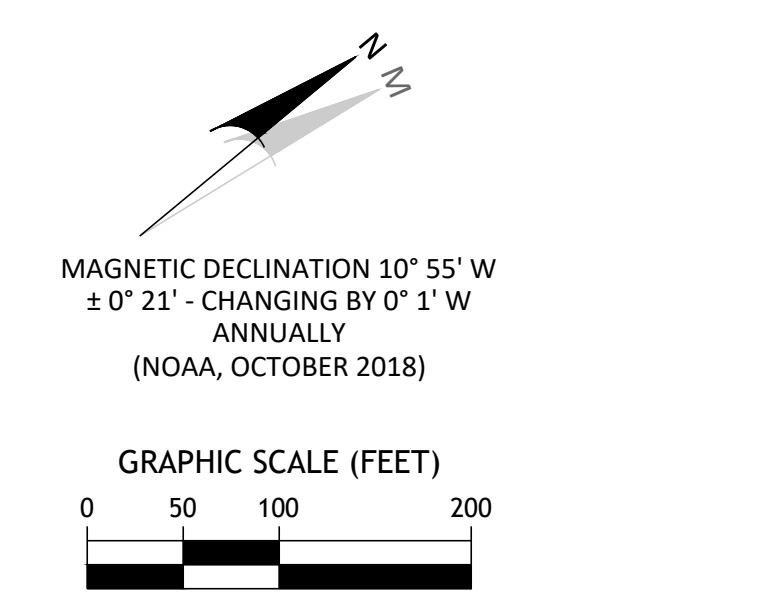 N
M
MAGNETIC DECLINATION 10° 55' W
± 0° 21' - CHANGING BY 0° 1' W
ANNUALLY
(NOAA, OCTOBER 2018)
GRAPHIC SCALE (FEET)
0 50 100 200